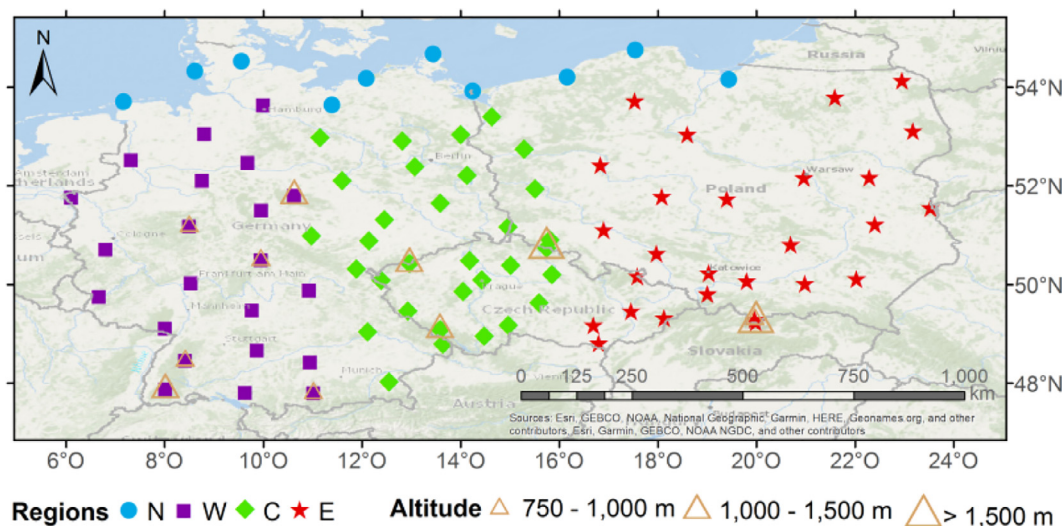 N
Russia
Vilnius
Hamburg
54°N
Amsterdam
Berlin
therlands
Warsaw
52°N
Poland
Germany
Cologne
Katowice
Frankfurt am Main
Prague
50°N
Mannheim
Czech Republic
Stuttgart
Slovakia
Munich
48°N
0 125 250 500 750 1,000
km
Austria
Sources: Esri, GEBCO, NOAA, National Geographic, Garmin, HERE, Geonames.org, and other
contributors, Esri, Garmin, GEBCO, NOAA NGDC, and other contributors
6°O 8°O 10°O 12°O 14°O 16°O 18°O 20°O 22°O 24°O
Regions N W C E Altitude 750 - 1,000 m 1,000 - 1,500 m > 1,500 m